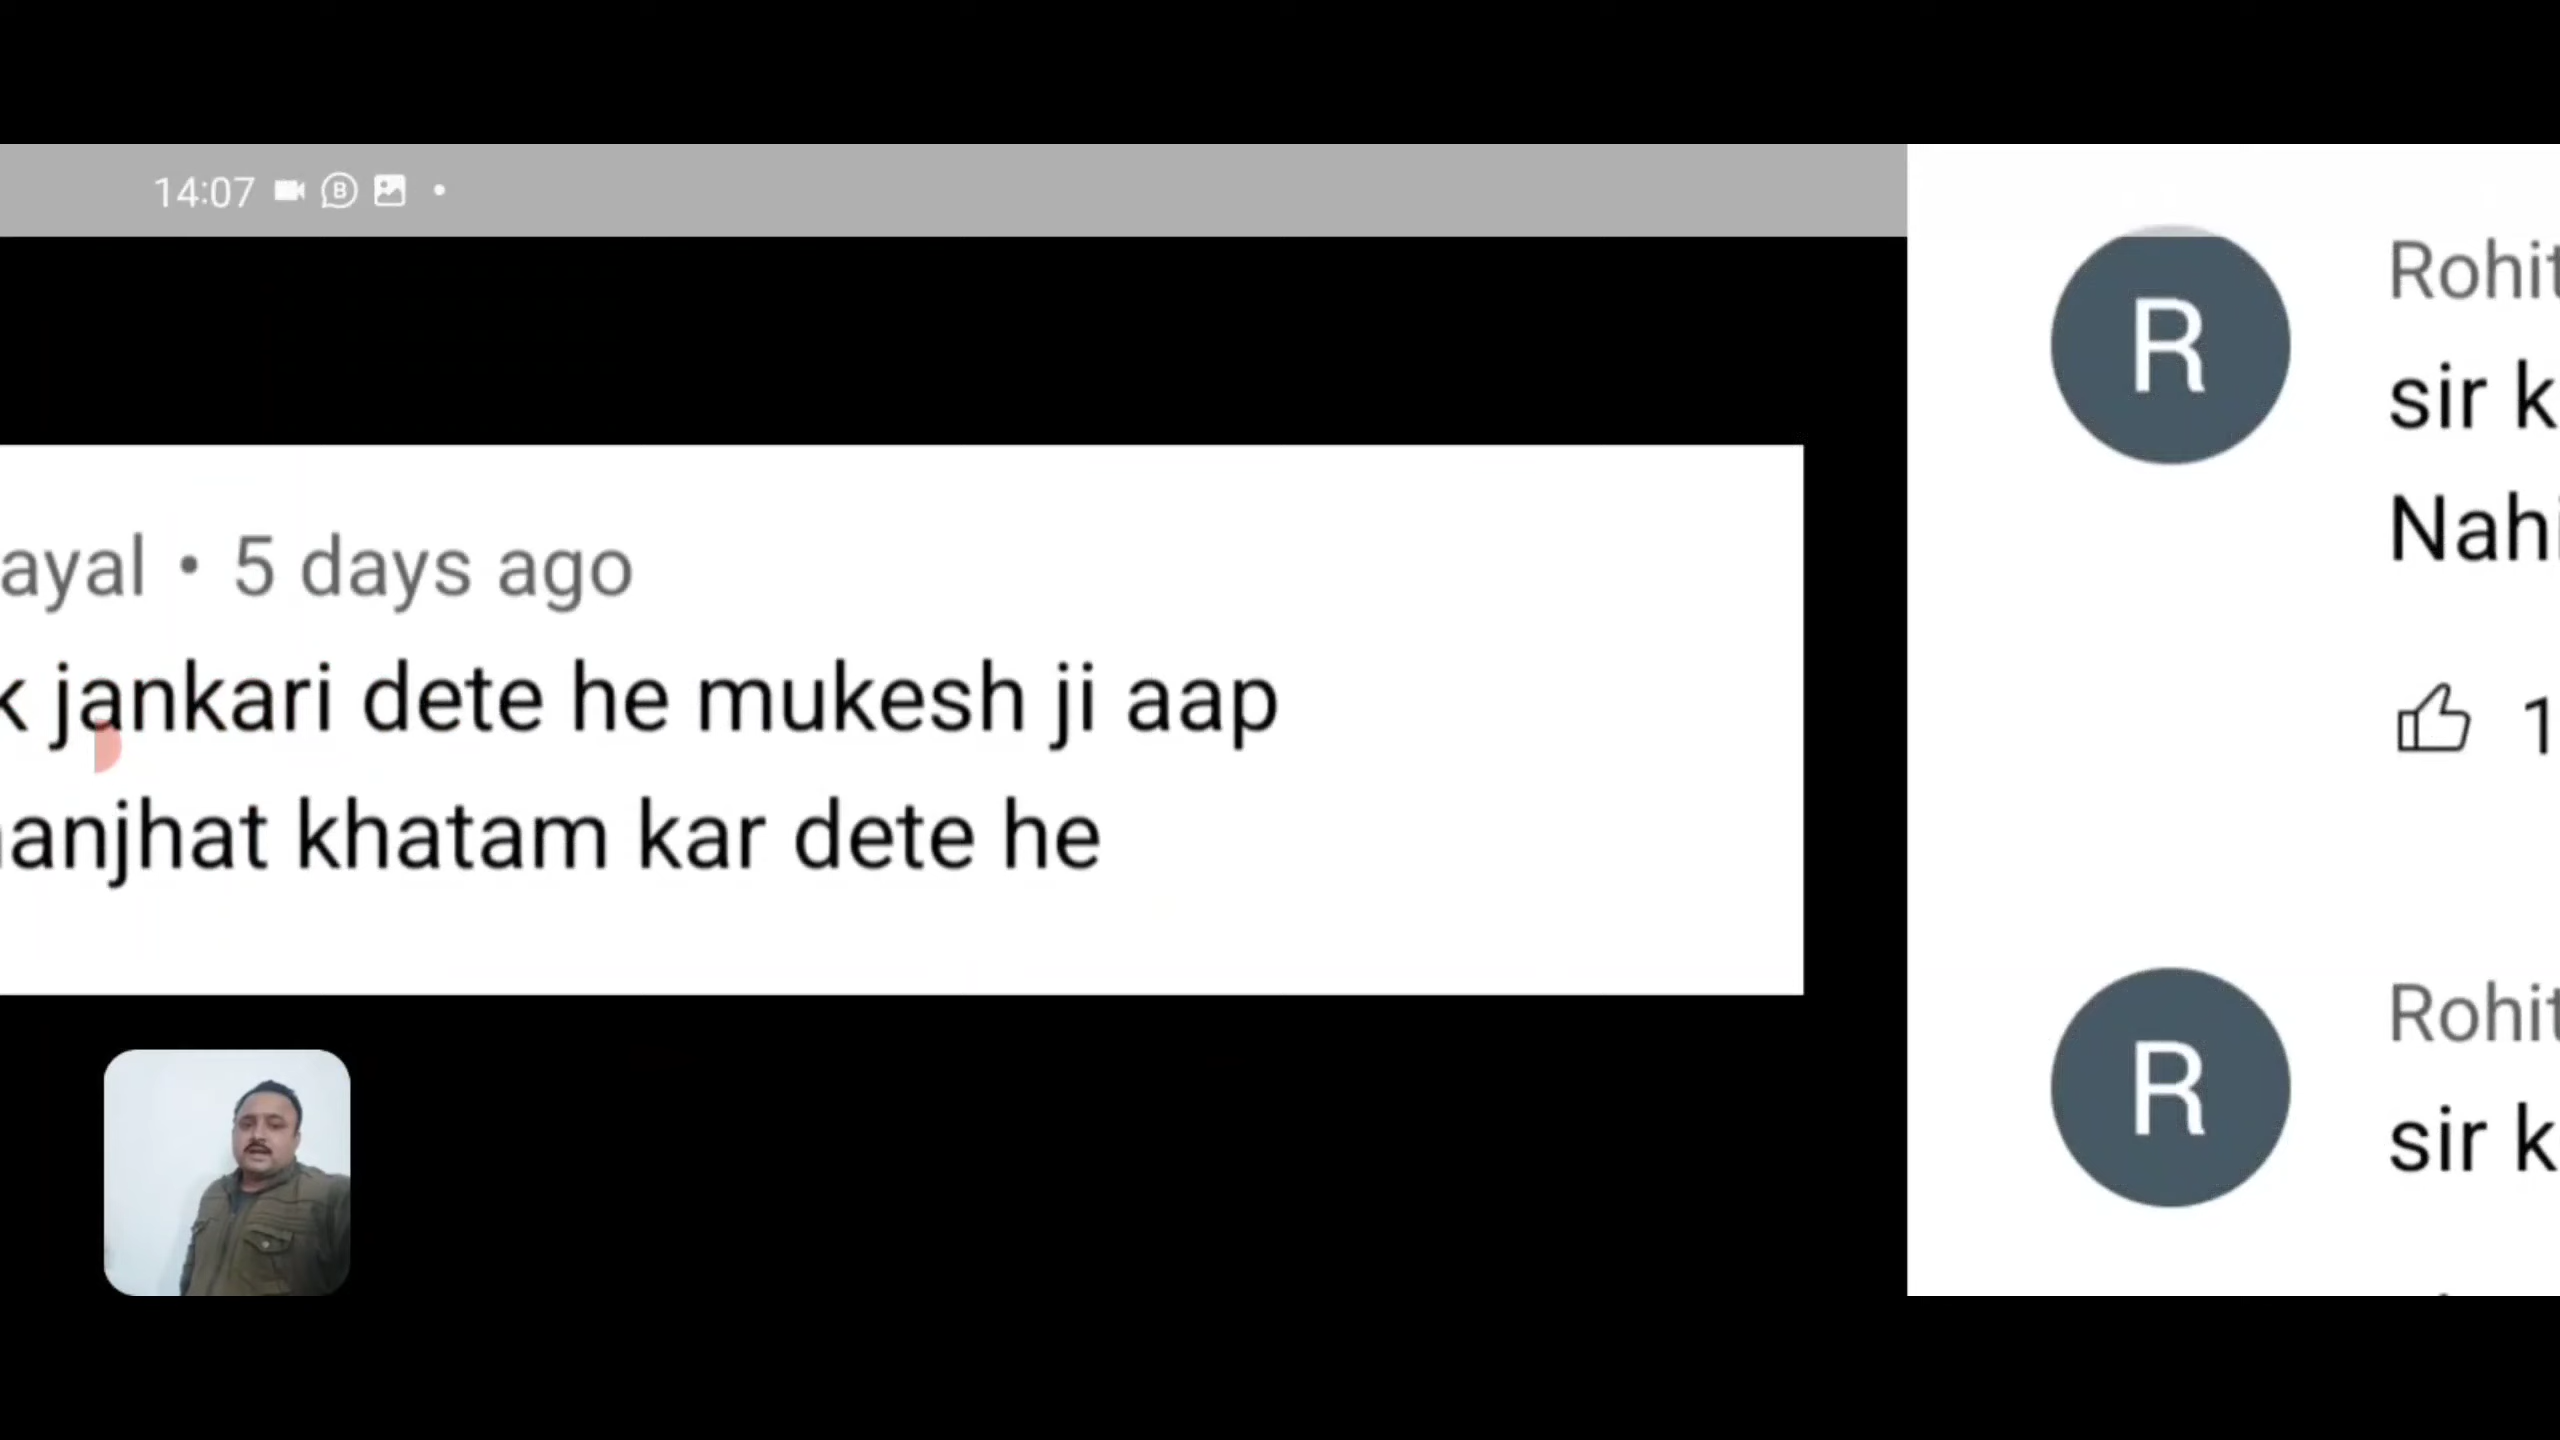 14:07
ayal • 5 days ago
k jankari dete he mukesh ji aap
anjhat khatam kar dete he
R
Rohit
sir k
Nahi
1
R
Rohit
sir k